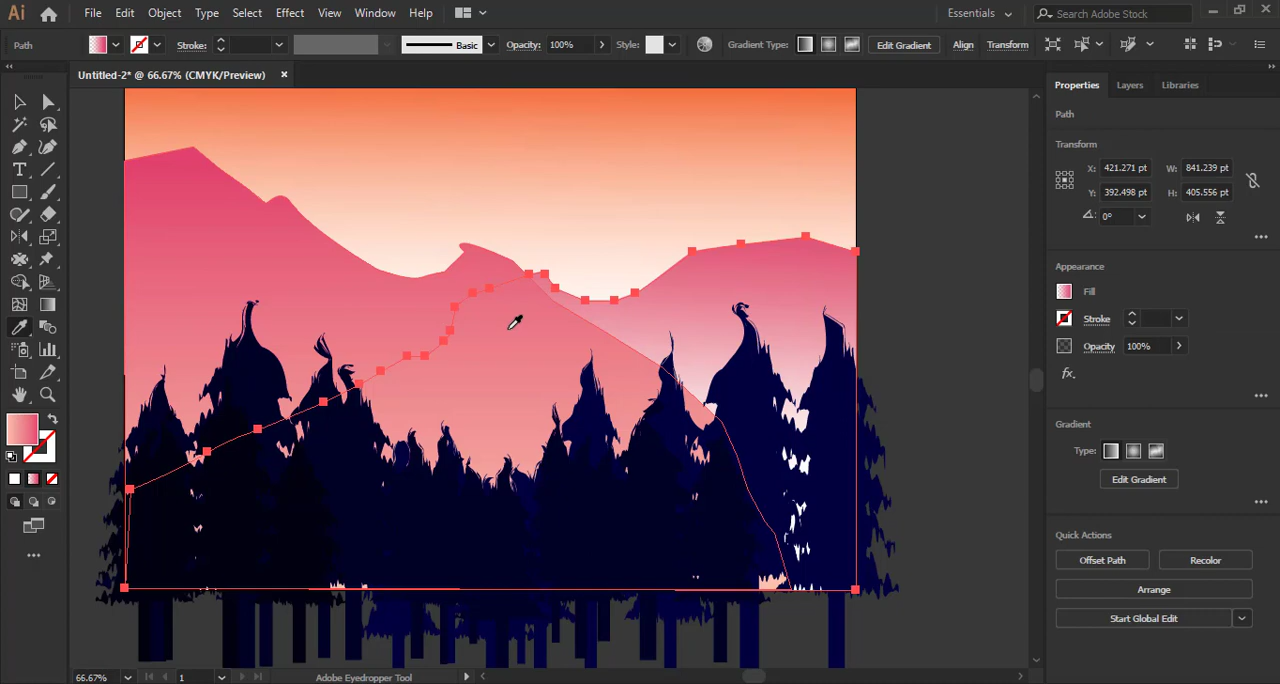 Ai File Edit Object Type Select Effect View Window Help Essentials Search Adobe Stock
Path Stroke: Basic Opacity: 100% Style: Gradient Type: Edit Gradient Align Transform
Untitled-2* @ 66.67% (CMYK/Preview) ×
Properties Layers Libraries
Path
Transform
X: 421.271 pt W: 841.239 pt
Y: 392.498 pt H: 405.556 pt
0°
Appearance
Fill
Stroke
Opacity 100%
fx.
Gradient
Type:
Edit Gradient
Quick Actions
Offset Path Recolor
Arrange
Start Global Edit
66.67% 1 Adobe Eyedropper Tool